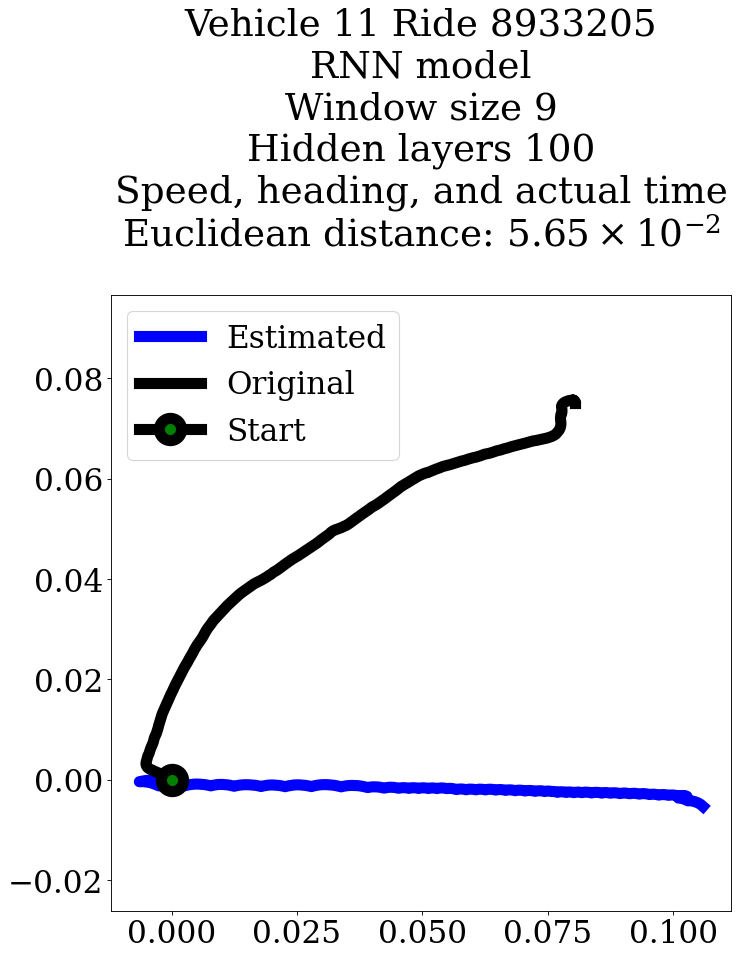 Vehicle 11 Ride 8933205
RNN model
Window size 9
Hidden layers 100
Speed, heading, and actual time
Euclidean distance: 5.65 × 10⁻²
Estimated
Original
Start
0.08
0.06
0.04
0.02
0.00
−0.02
0.000 0.025 0.050 0.075 0.100